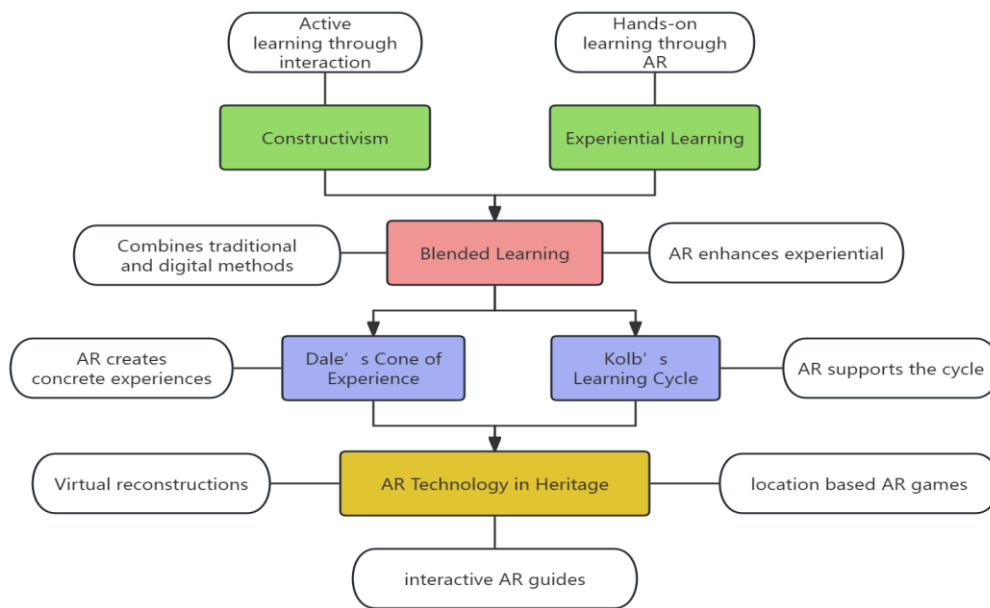 Active
learning through
interaction
Hands-on
learning through
AR
Constructivism
Experiential Learning
Combines traditional
and digital methods
Blended Learning
AR enhances experiential
AR creates
concrete experiences
Dale’s Cone of
Experience
Kolb’s
Learning Cycle
AR supports the cycle
Virtual reconstructions
AR Technology in Heritage
location based AR games
interactive AR guides